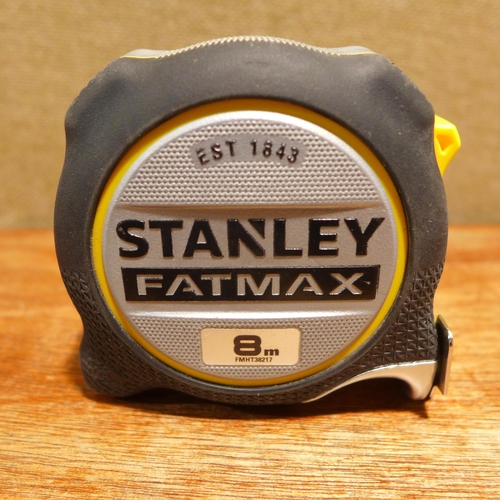 EST 1843
STANLEY
FATMAX
8m
FMHT38217